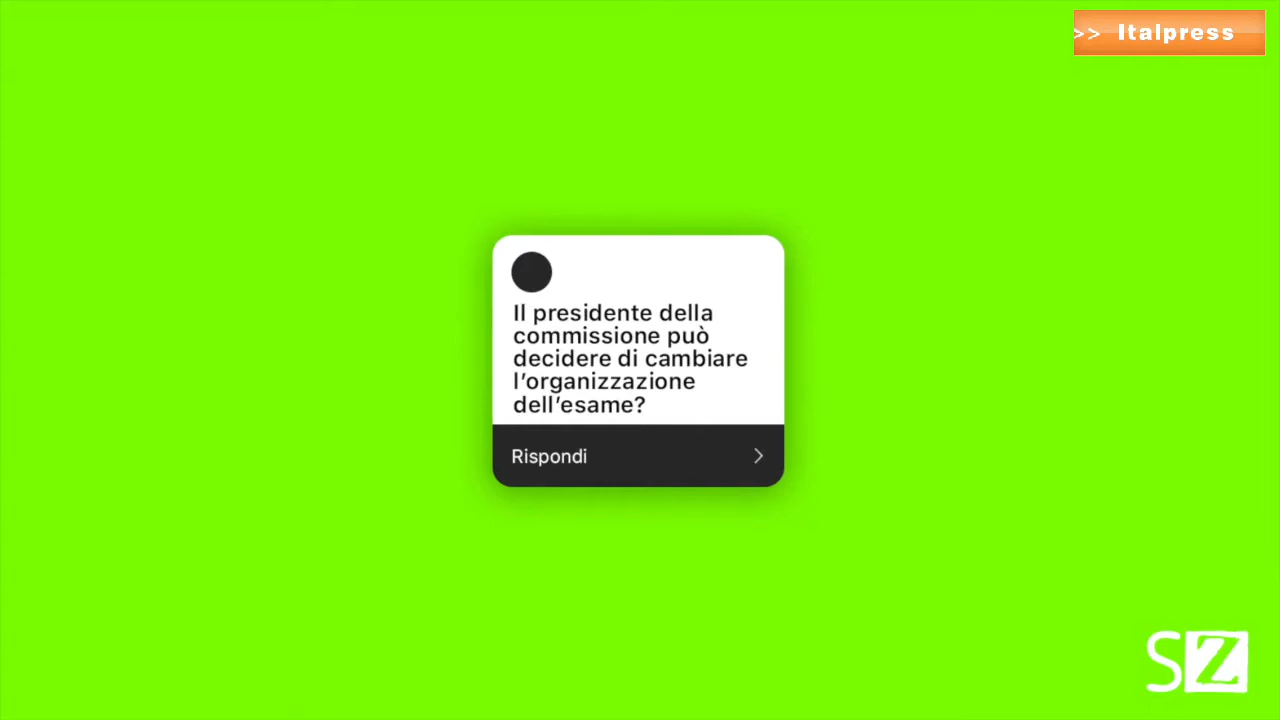 >> Italpress
Il presidente della
commissione può
decidere di cambiare
l’organizzazione
dell’esame?
Rispondi
SZ